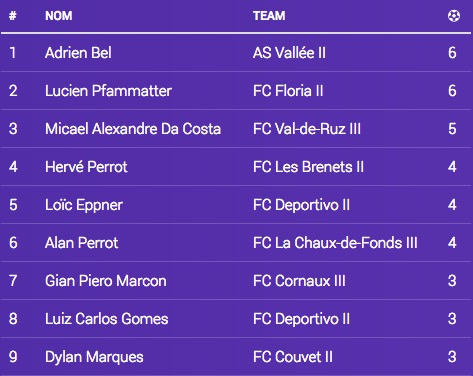 # NOM TEAM
1 Adrien Bel AS Vallée II 6
2 Lucien Pfammatter FC Floria II 6
3 Micael Alexandre Da Costa FC Val-de-Ruz III 5
4 Hervé Perrot FC Les Brenets II 4
5 Loïc Eppner FC Deportivo II 4
6 Alan Perrot FC La Chaux-de-Fonds III 4
7 Gian Piero Marcon FC Cornaux III 3
8 Luiz Carlos Gomes FC Deportivo II 3
9 Dylan Marques FC Couvet II 3